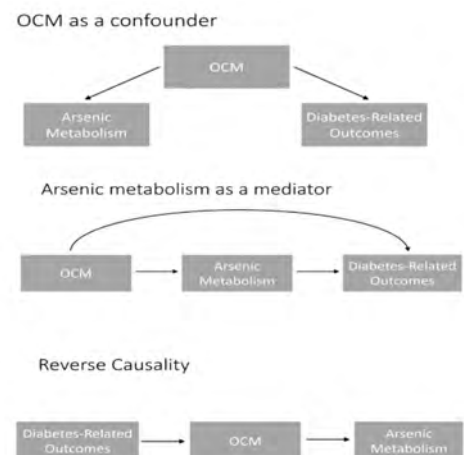 OCM as a confounder
OCM
Arsenic
Metabolism
Diabetes-Related
Outcomes
Arsenic metabolism as a mediator
OCM
Arsenic
Metabolism
Diabetes-Related
Outcomes
Reverse Causality
Diabetes-Related
Outcomes
OCM
Arsenic
Metabolism